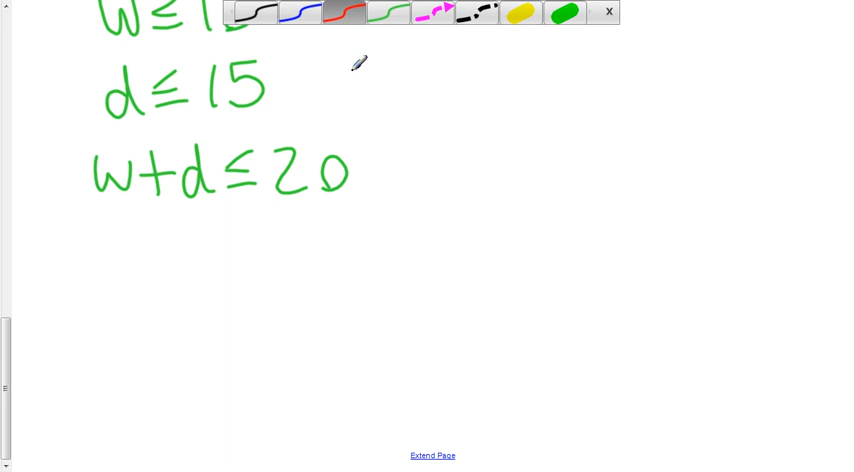 d ≤ 15
w+d ≤ 20
Extend Page